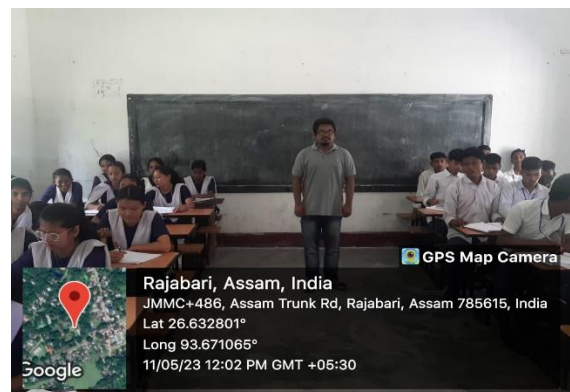 GPS Map Camera
Rajabari, Assam, India
JMMC+486, Assam Trunk Rd, Rajabari, Assam 785615, India
Lat 26.632801°
Long 93.671065°
11/05/23 12:02 PM GMT +05:30
Google